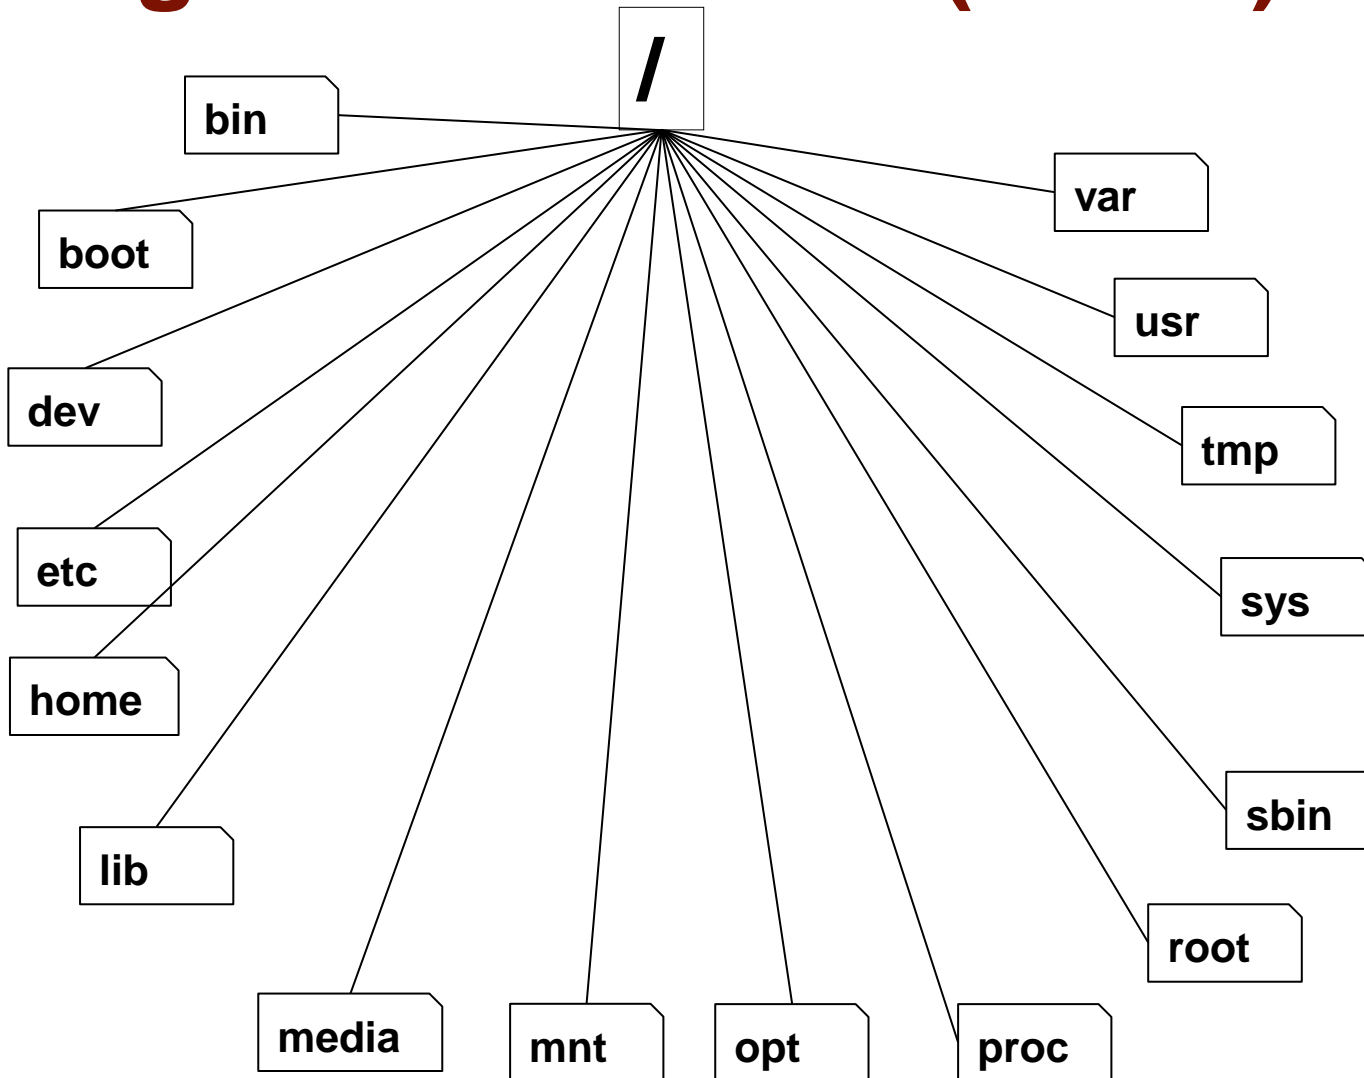 /
bin
var
boot
usr
dev
tmp
etc
sys
home
sbin
lib
root
media
mnt
opt
proc